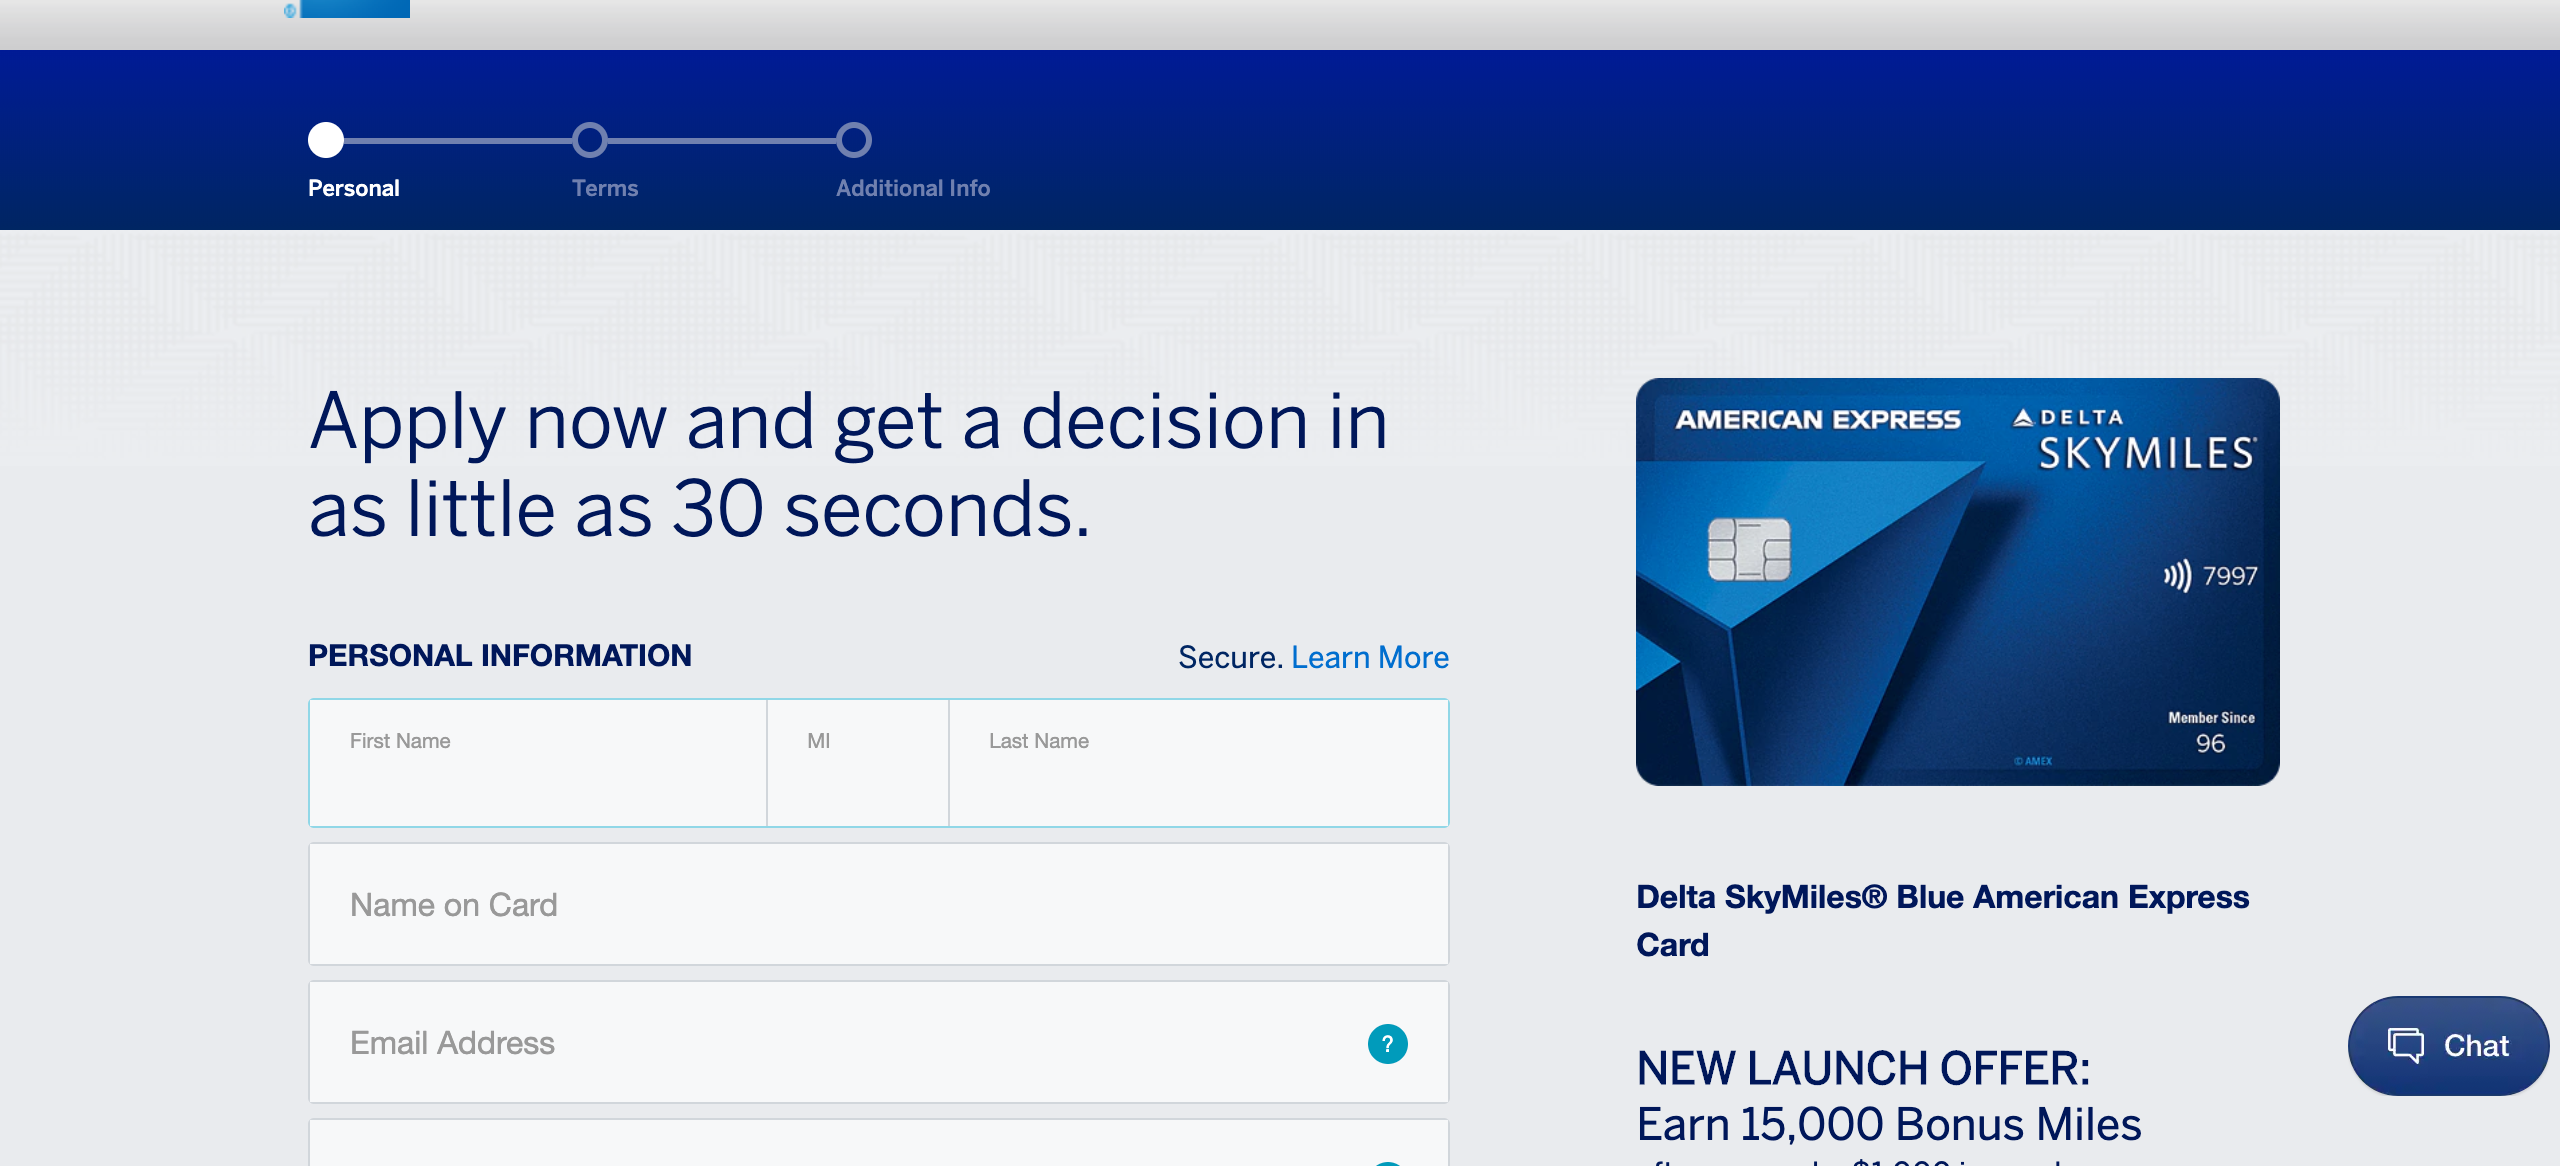 Personal
Terms
Additional Info
Apply now and get a decision in
as little as 30 seconds.
PERSONAL INFORMATION
Secure. Learn More
First Name
MI
Last Name
Name on Card
Email Address
?
AMERICAN EXPRESS
DELTA
SKYMILES®
7997
Member Since
96
© AMEX
Delta SkyMiles® Blue American Express
Card
NEW LAUNCH OFFER:
Earn 15,000 Bonus Miles
Chat